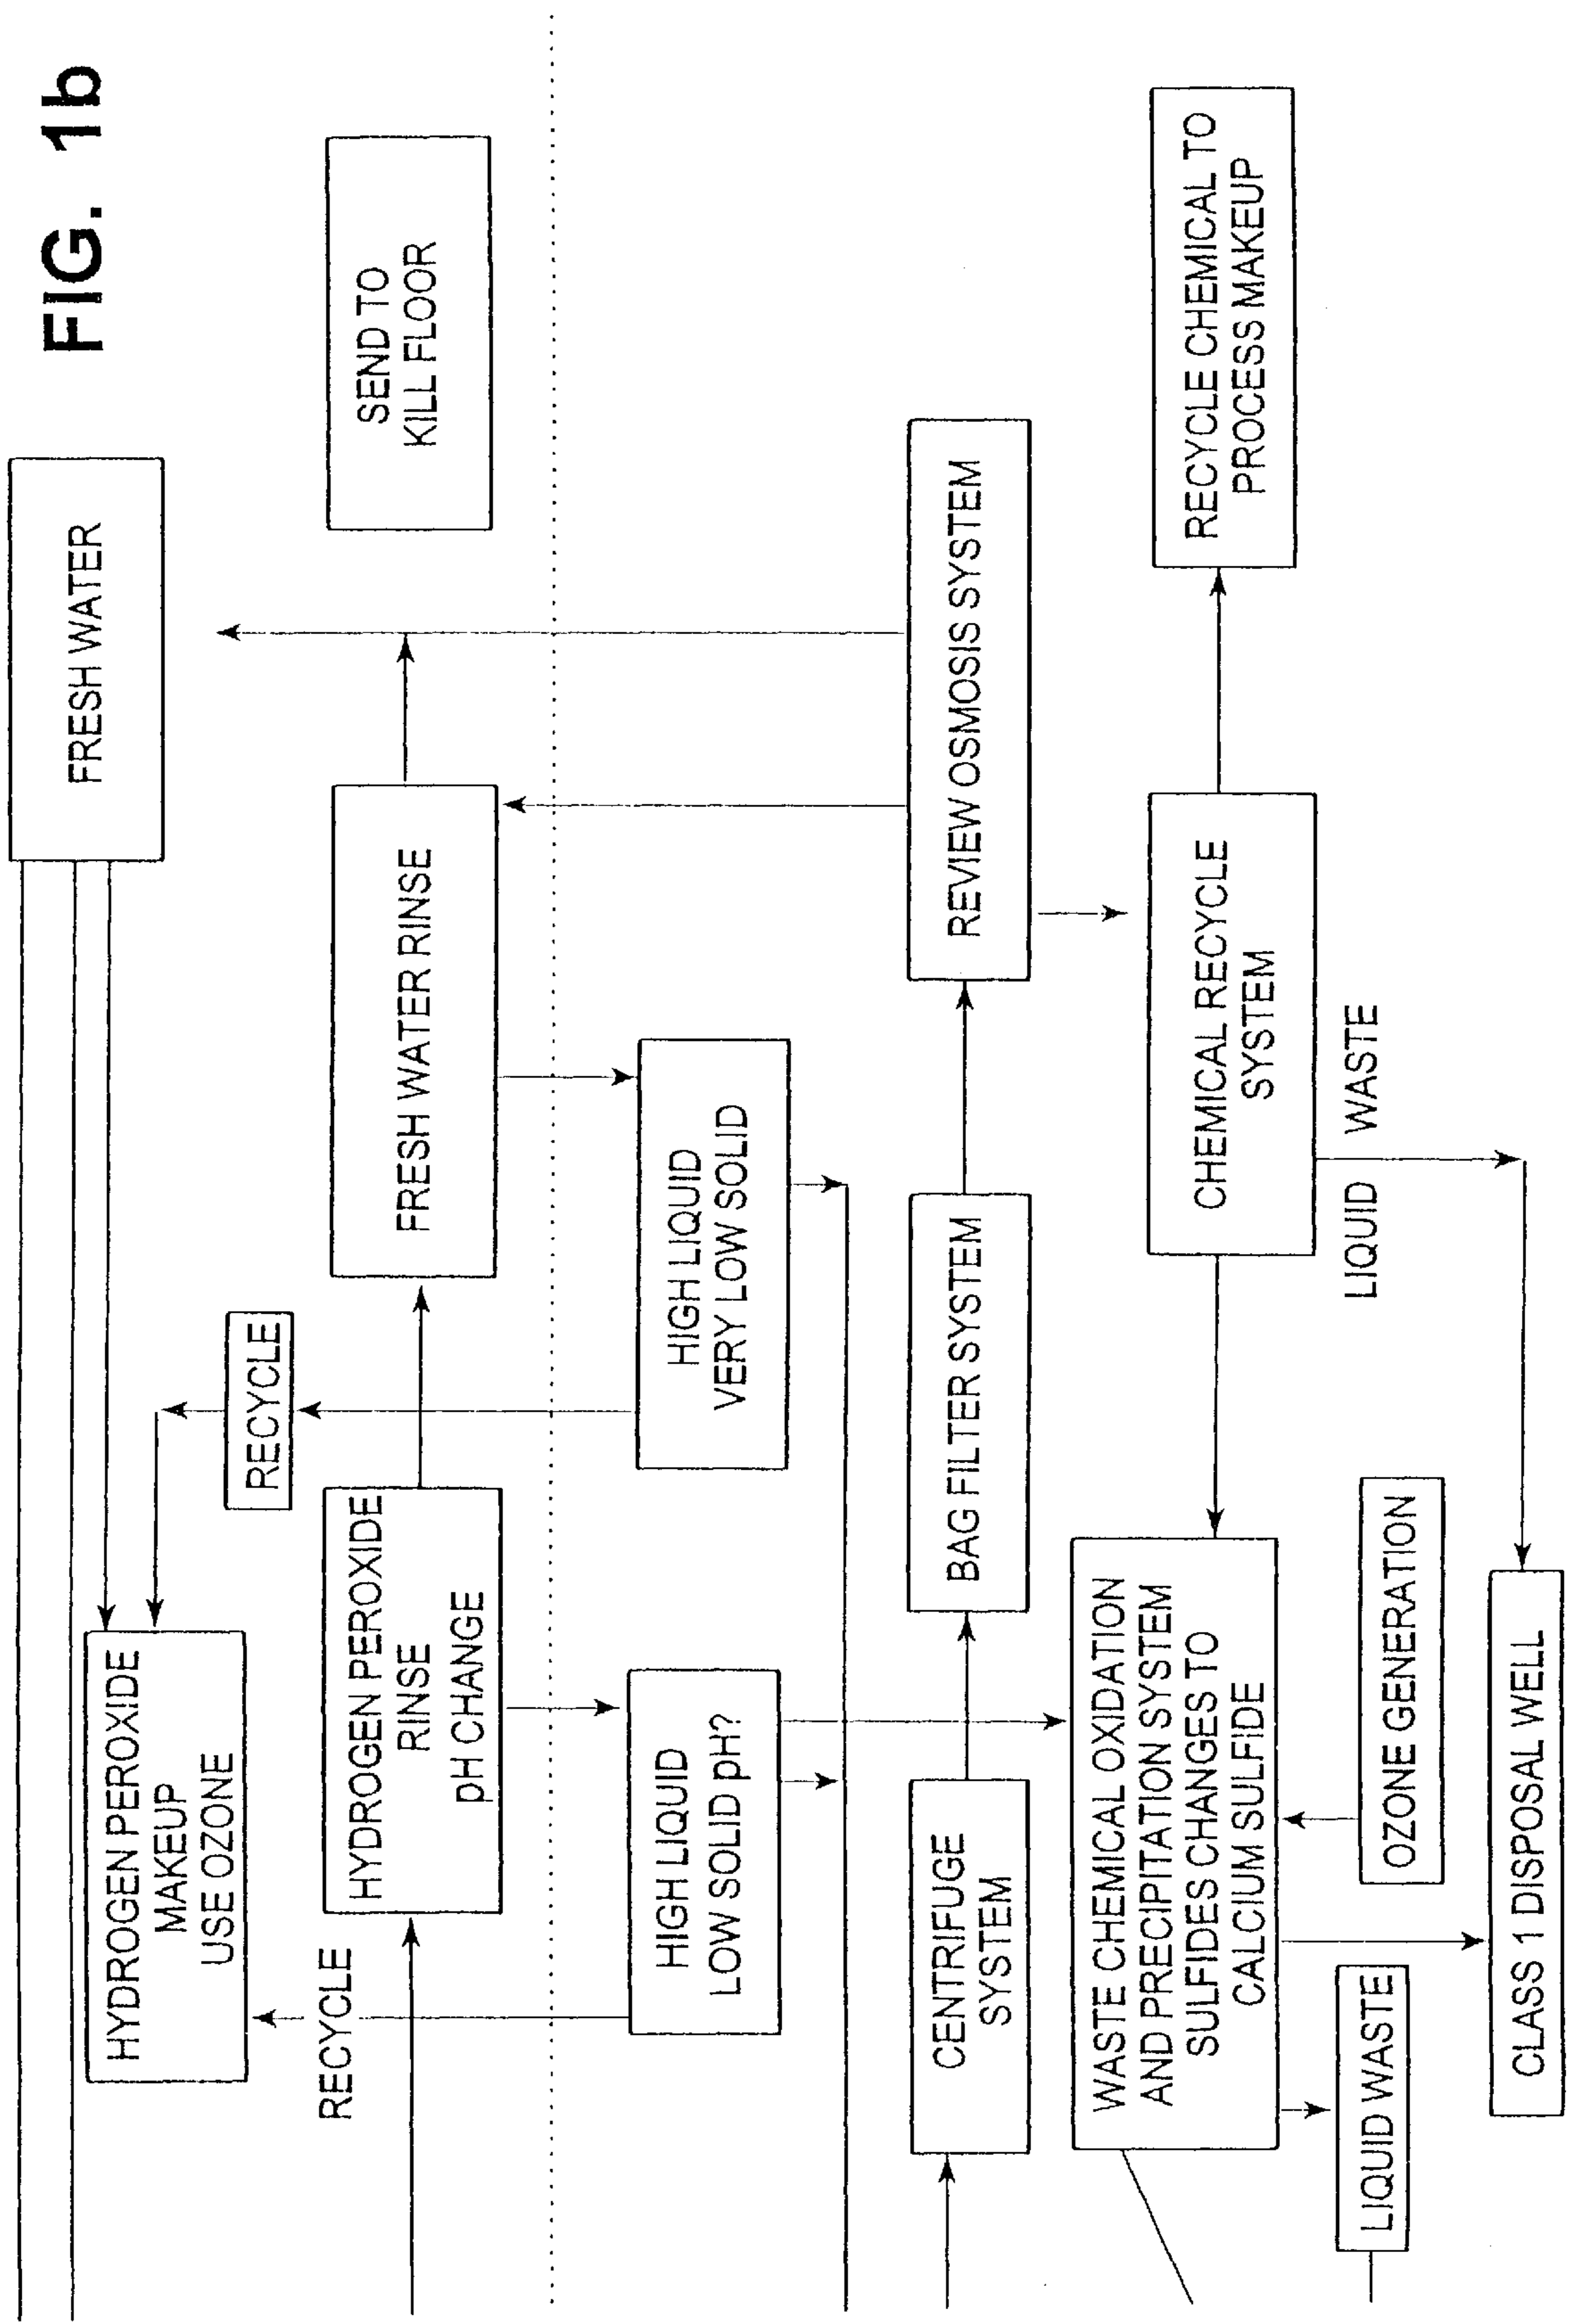 FIG. 1b
FRESH WATER
HYDROGEN PEROXIDE
MAKEUP
USE OZONE
RECYCLE
RECYCLE
HYDROGEN PEROXIDE
RINSE
pH CHANGE
FRESH WATER RINSE
SEND TO
KILL FLOOR
HIGH LIQUID
LOW SOLID pH?
HIGH LIQUID
VERY LOW SOLID
CENTRIFUGE
SYSTEM
BAG FILTER SYSTEM
REVIEW OSMOSIS SYSTEM
WASTE CHEMICAL OXIDATION
AND PRECIPITATION SYSTEM
SULFIDES CHANGES TO
CALCIUM SULFIDE
CHEMICAL RECYCLE
SYSTEM
RECYCLE CHEMICAL TO
PROCESS MAKEUP
LIQUID WASTE
LIQUID WASTE
OZONE GENERATION
CLASS 1 DISPOSAL WELL